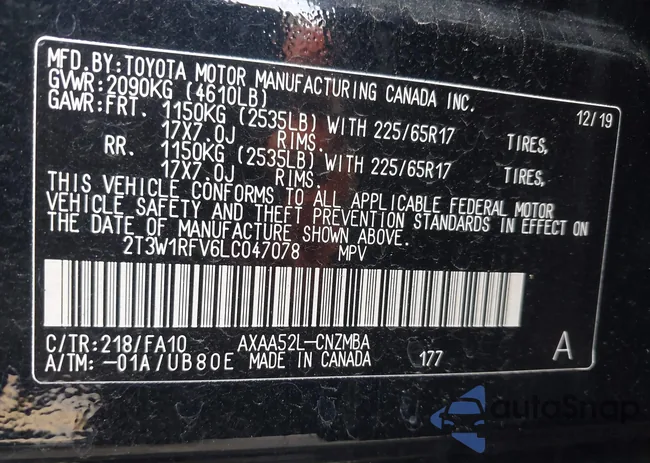 MFD.BY:TOYOTA MOTOR MANUFACTURING CANADA INC.
GVWR:2090KG (4610LB) 12/19
GAWR:FRT. 1150KG (2535LB) WITH 225/65R17 TIRES,
17X7.0J RIMS.
RR. 1150KG (2535LB) WITH 225/65R17 TIRES,
17X7.0J RIMS.
THIS VEHICLE CONFORMS TO ALL APPLICABLE FEDERAL MOTOR
VEHICLE SAFETY AND THEFT PREVENTION STANDARDS IN EFFECT ON
THE DATE OF MANUFACTURE SHOWN ABOVE.
2T3W1RFV6LC047078 MPV
C/TR:218/FA10 AXAA52L-CNZMBA
A/TM:-01A/UB80E MADE IN CANADA 177 A
autoSnap